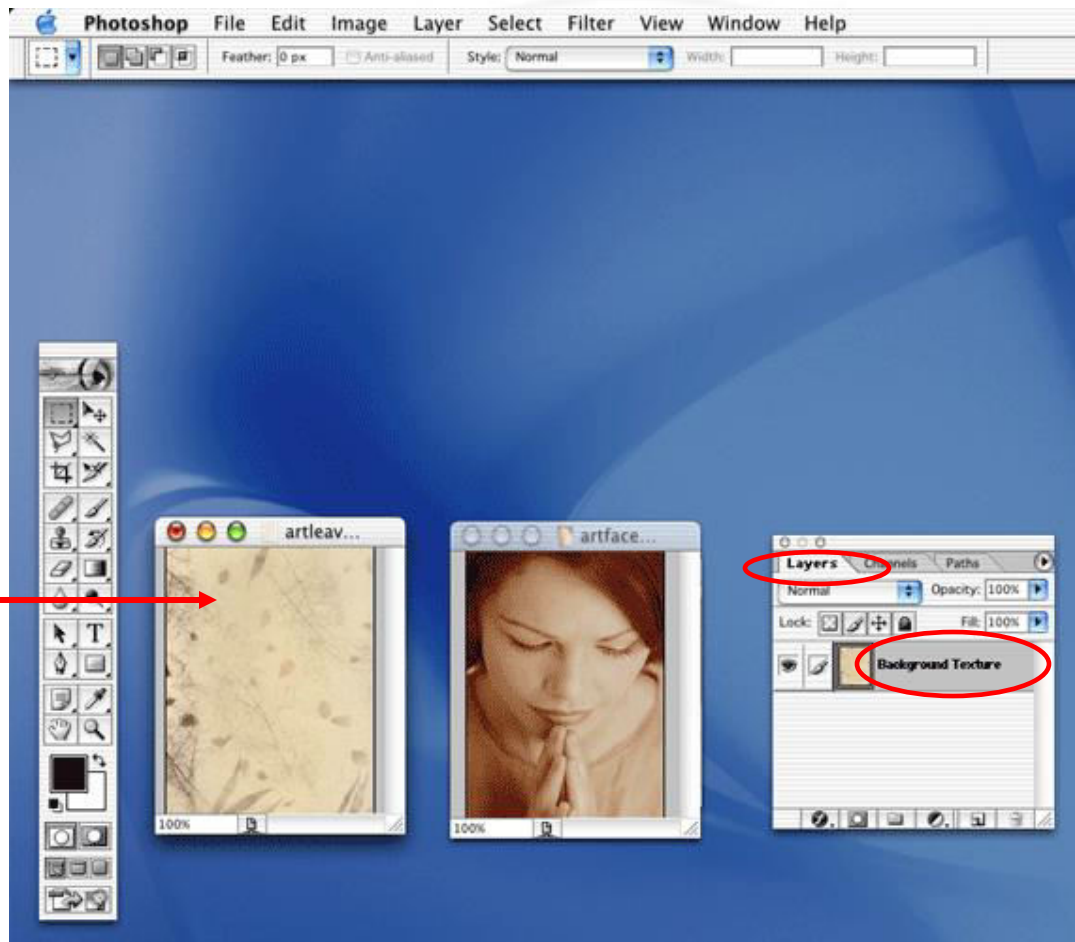 Photoshop File Edit Image Layer Select Filter View Window Help
Feather: 0 px Anti-aliased Style: Normal Width: Height:
artleav...
100%
artface...
100%
Layers Channels Paths
Normal Opacity: 100%
Lock: Fill: 100%
Background Texture
T